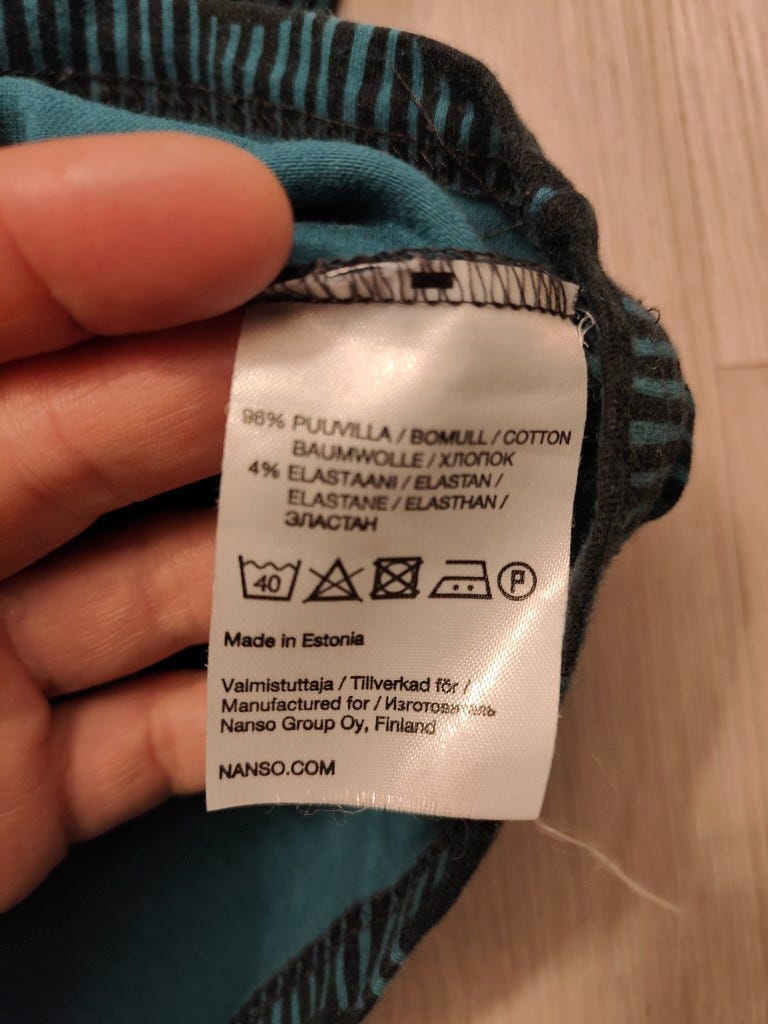 96% PUUVILLA / BOMULL / COTTON
BAUMWOLLE / ХЛОПОК
4% ELASTAANI / ELASTAN /
ELASTANE / ELASTHAN /
ЭЛАСТАН
40 P
Made in Estonia
Valmistuttaja / Tillverkad för /
Manufactured for / Изготовитель
Nanso Group Oy, Finland
NANSO.COM